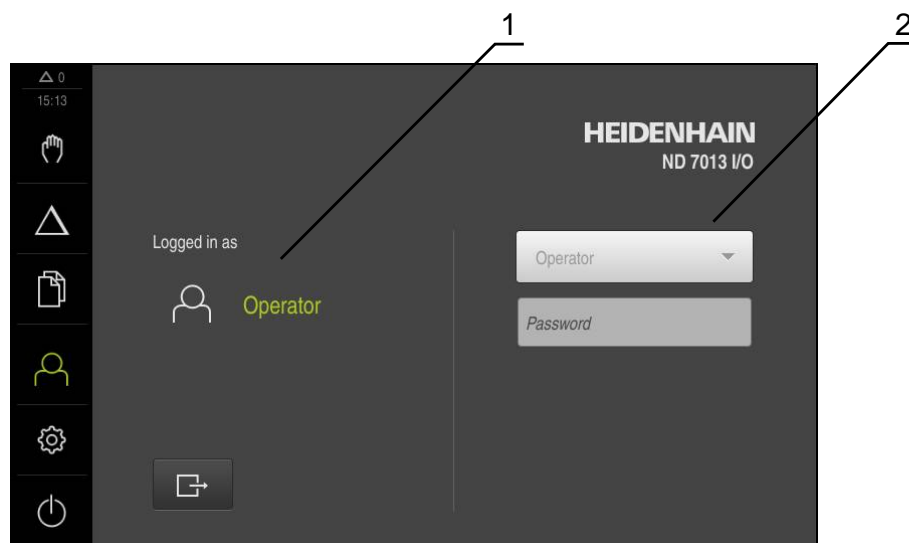 1
2
0
15:13
HEIDENHAIN
ND 7013 I/O
Logged in as
Operator
Operator
Password